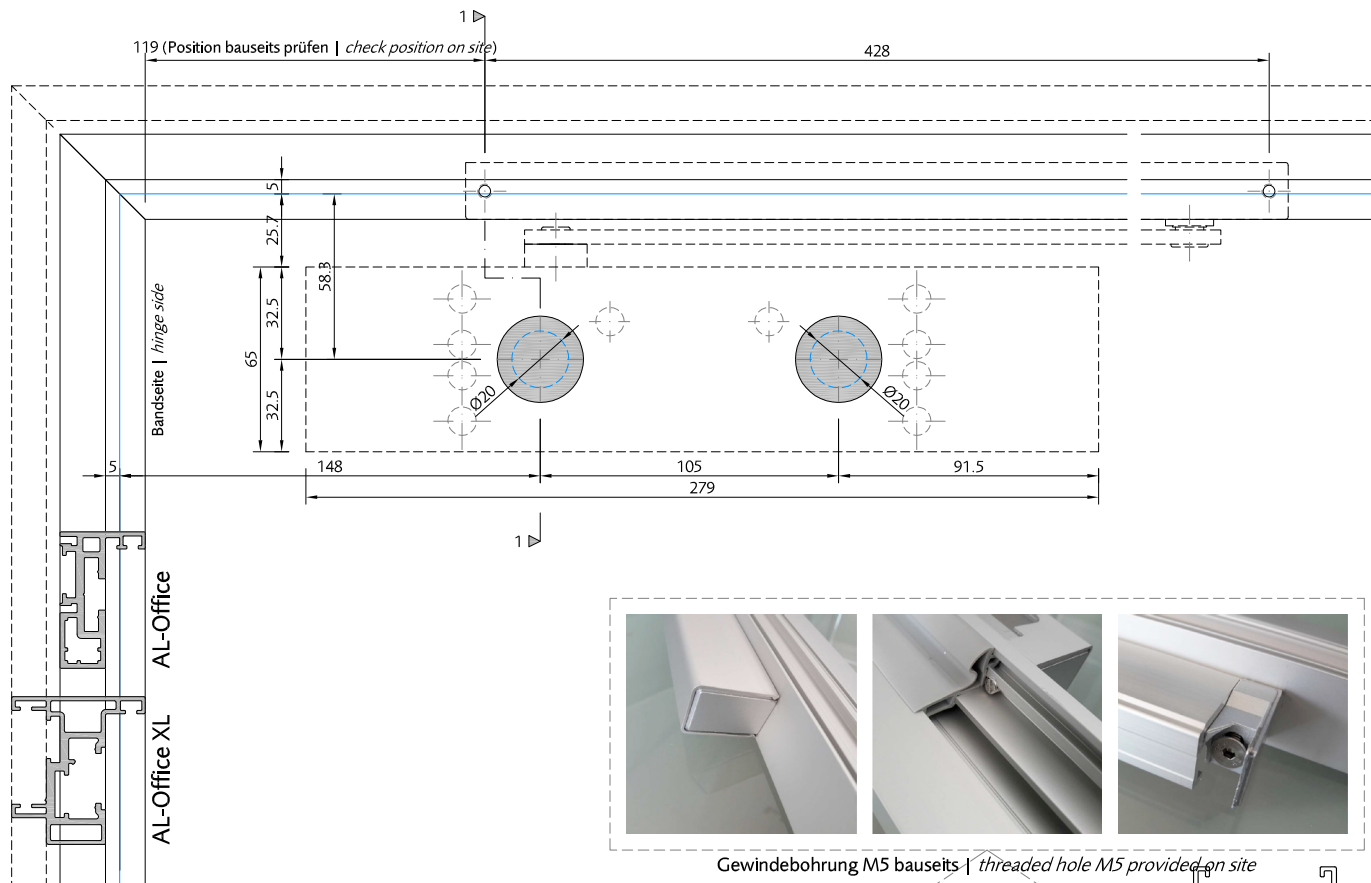 1
119 (Position bauseits prüfen | check position on site)
428
5
25.7
58.3
32.5
65
32.5
Bandseite | hinge side
Ø20
Ø20
5
148
105
91.5
279
1
AL-Office
AL-Office XL
Gewindebohrung M5 bauseits | threaded hole M5 provided on site